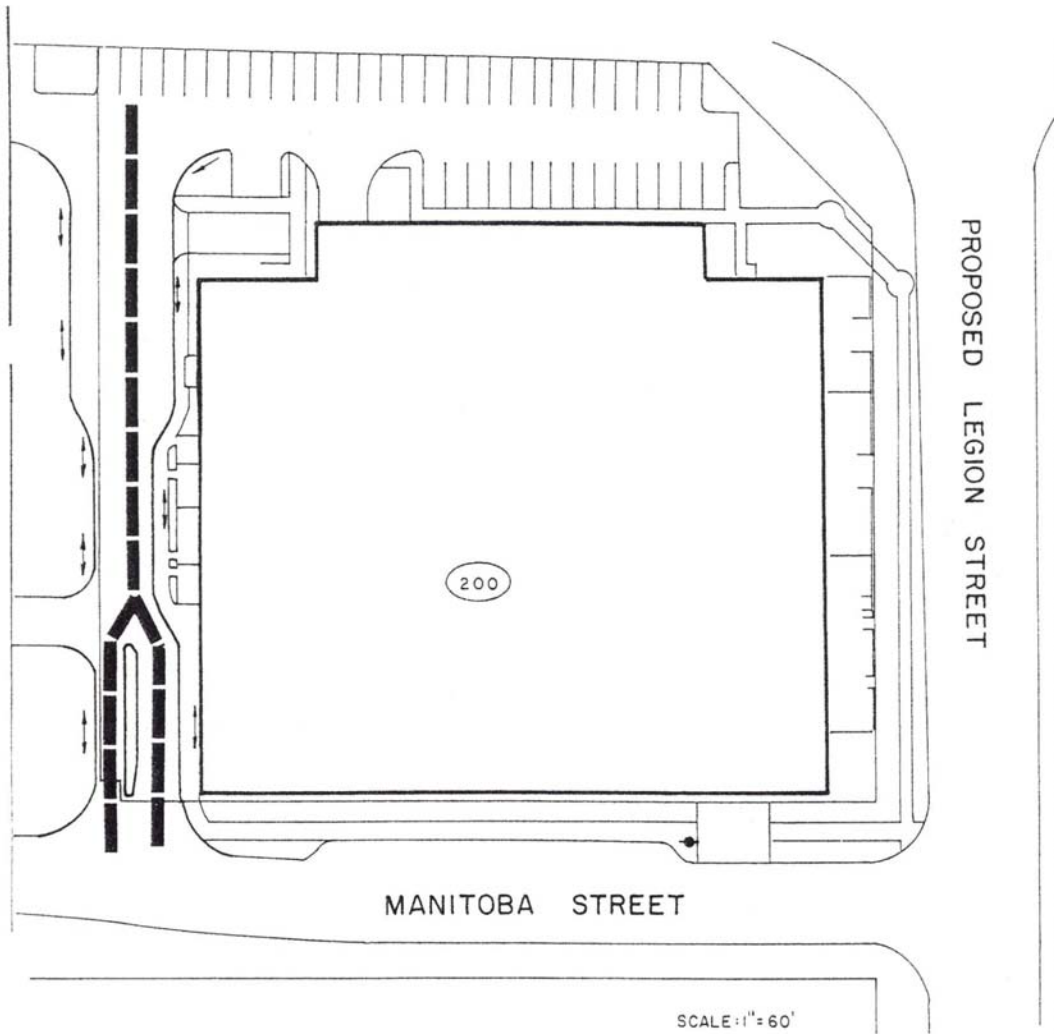 PROPOSED LEGION STREET
200
MANITOBA STREET
SCALE: 1" = 60'